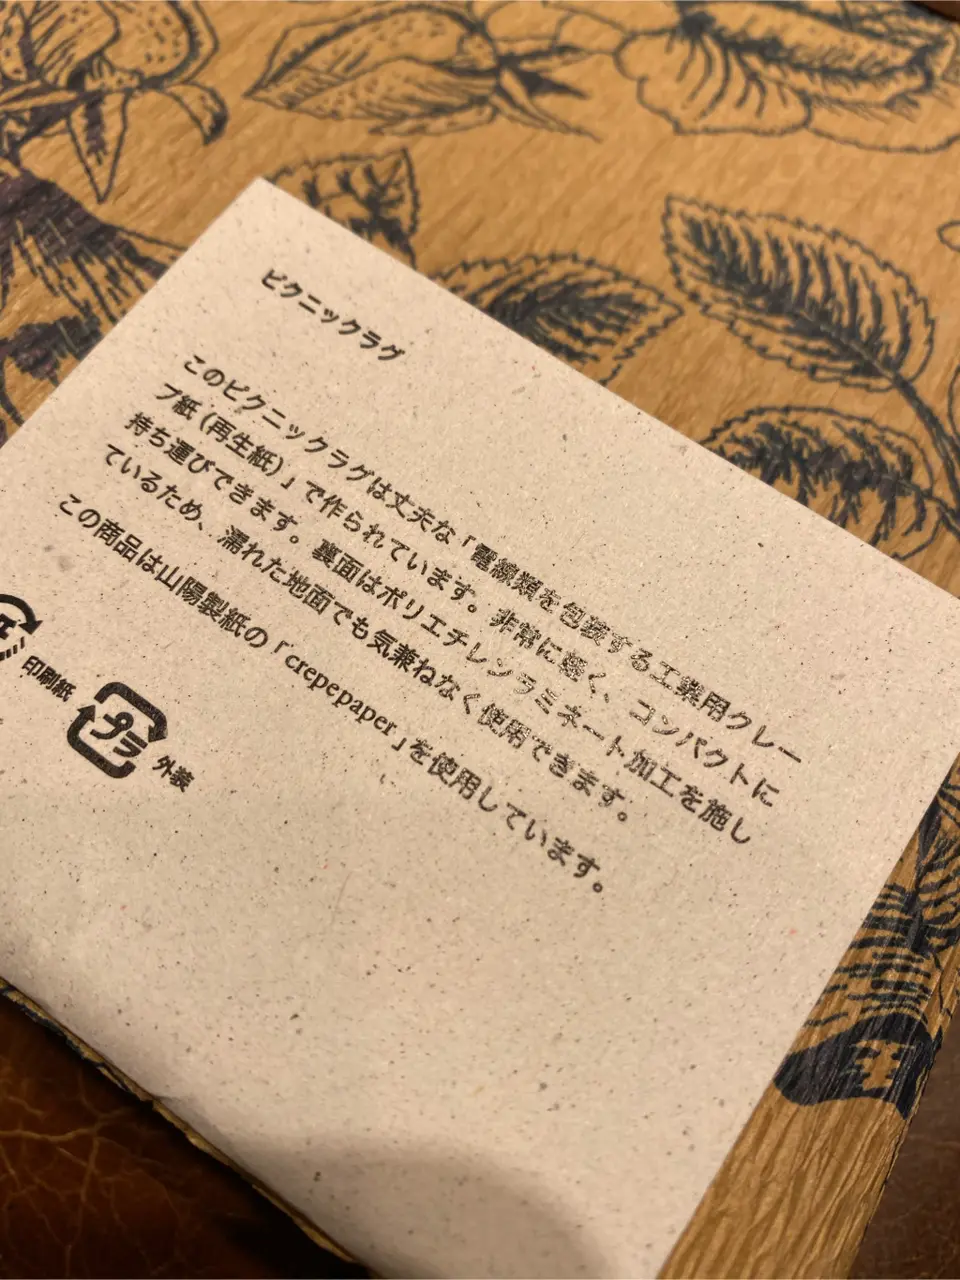 ピクニックラグ
このピクニックラグは丈夫な「電線類を包装する工業用クレー
プ紙（再生紙）」で作られています。非常に軽く、コンパクトに
持ち運びできます。裏面はポリエチレンラミネート加工を施し
ているため、濡れた地面でも気兼ねなく使用できます。
この商品は山陽製紙の「crepepaper」を使用しています。
印刷紙
プラ
外装